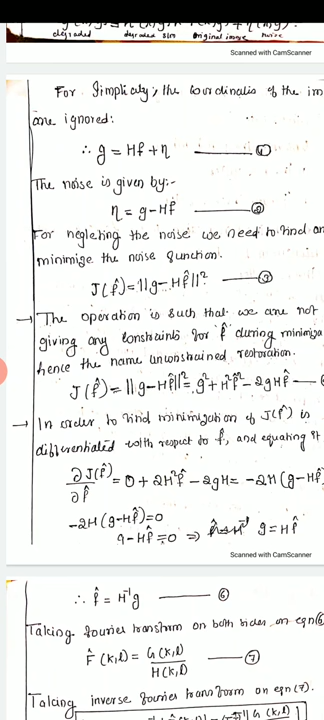 degraded degraded sim original image noise
Scanned with CamScanner
For Simplicity, the coordinates of the im
are ignored:
∴ g = Hf + η
The noise is given by:-
η = g - Hf̂
For negleting the noise we need to find an
minimize the noise function.
J(f̂) = ||g - Hf̂||²
→ The operation is such that we are not
giving any constraints for f̂ during minimiza
hence the name unconstrained restoration.
J(f̂) = ||g - Hf̂||² = g² + H²f̂² - 2gHf̂
→ In order to find minimization of J(f̂) is
differentiated with respect to f̂, and equating it
∂J(f̂)/∂f̂ = 0 + 2H²f̂ - 2gH = -2H(g - Hf̂)
-2H(g - Hf̂) = 0
g - Hf̂ = 0 ⇒ g = Hf̂
Scanned with CamScanner
∴ f̂ = H⁻¹g —— ⑥
Taking fourier transform on both sides on eqn(6)
F̂(k,l) = G(k,l)/H(k,l) —— ⑦
Taking inverse fourier transform on eqn(7).